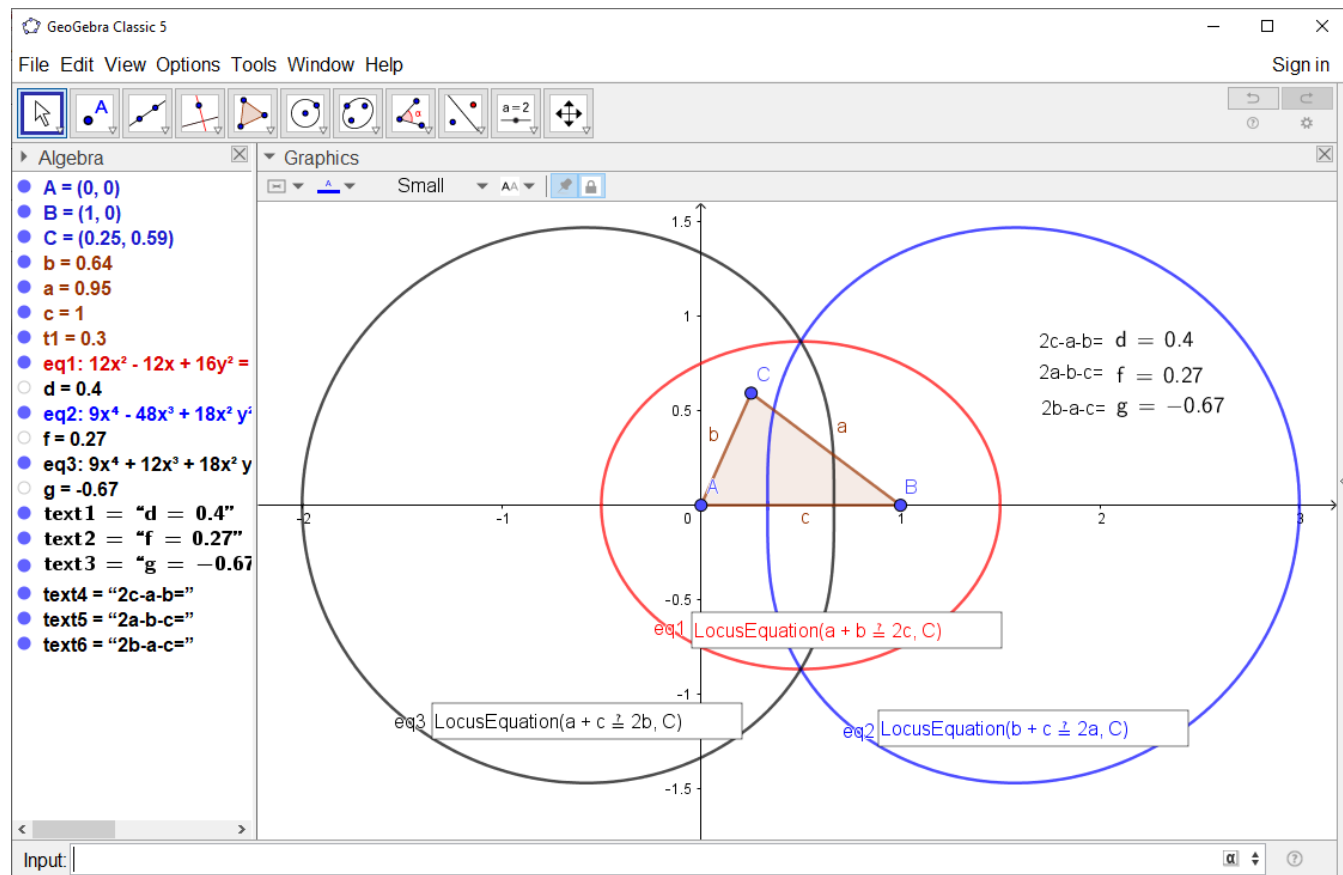 GeoGebra Classic 5
File Edit View Options Tools Window Help
Sign in
A
α
a=2
Algebra
Graphics
A
Small
AA
A = (0, 0)
B = (1, 0)
C = (0.25, 0.59)
b = 0.64
a = 0.95
c = 1
t1 = 0.3
eq1: 12x² - 12x + 16y² =
d = 0.4
eq2: 9x⁴ - 48x³ + 18x² y²
f = 0.27
eq3: 9x⁴ + 12x³ + 18x² y
g = -0.67
text1 = “d = 0.4”
text2 = “f = 0.27”
text3 = “g = −0.67
text4 = “2c-a-b=”
text5 = “2a-b-c=”
text6 = “2b-a-c=”
1.5
1
0.5
-0.5
-1
-1.5
-2
-1
0
1
2
3
2c-a-b= d = 0.4
2a-b-c= f = 0.27
2b-a-c= g = −0.67
C
b
a
A
B
c
eq1 LocusEquation(a + b ≟ 2c, C)
eq3 LocusEquation(a + c ≟ 2b, C)
eq2 LocusEquation(b + c ≟ 2a, C)
Input:
α